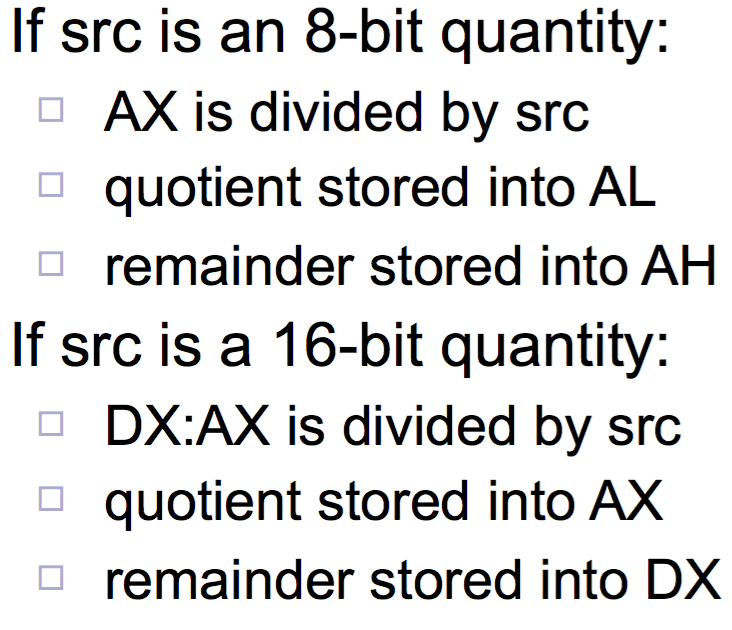 If src is an 8-bit quantity:
AX is divided by src
quotient stored into AL
remainder stored into AH
If src is a 16-bit quantity:
DX:AX is divided by src
quotient stored into AX
remainder stored into DX